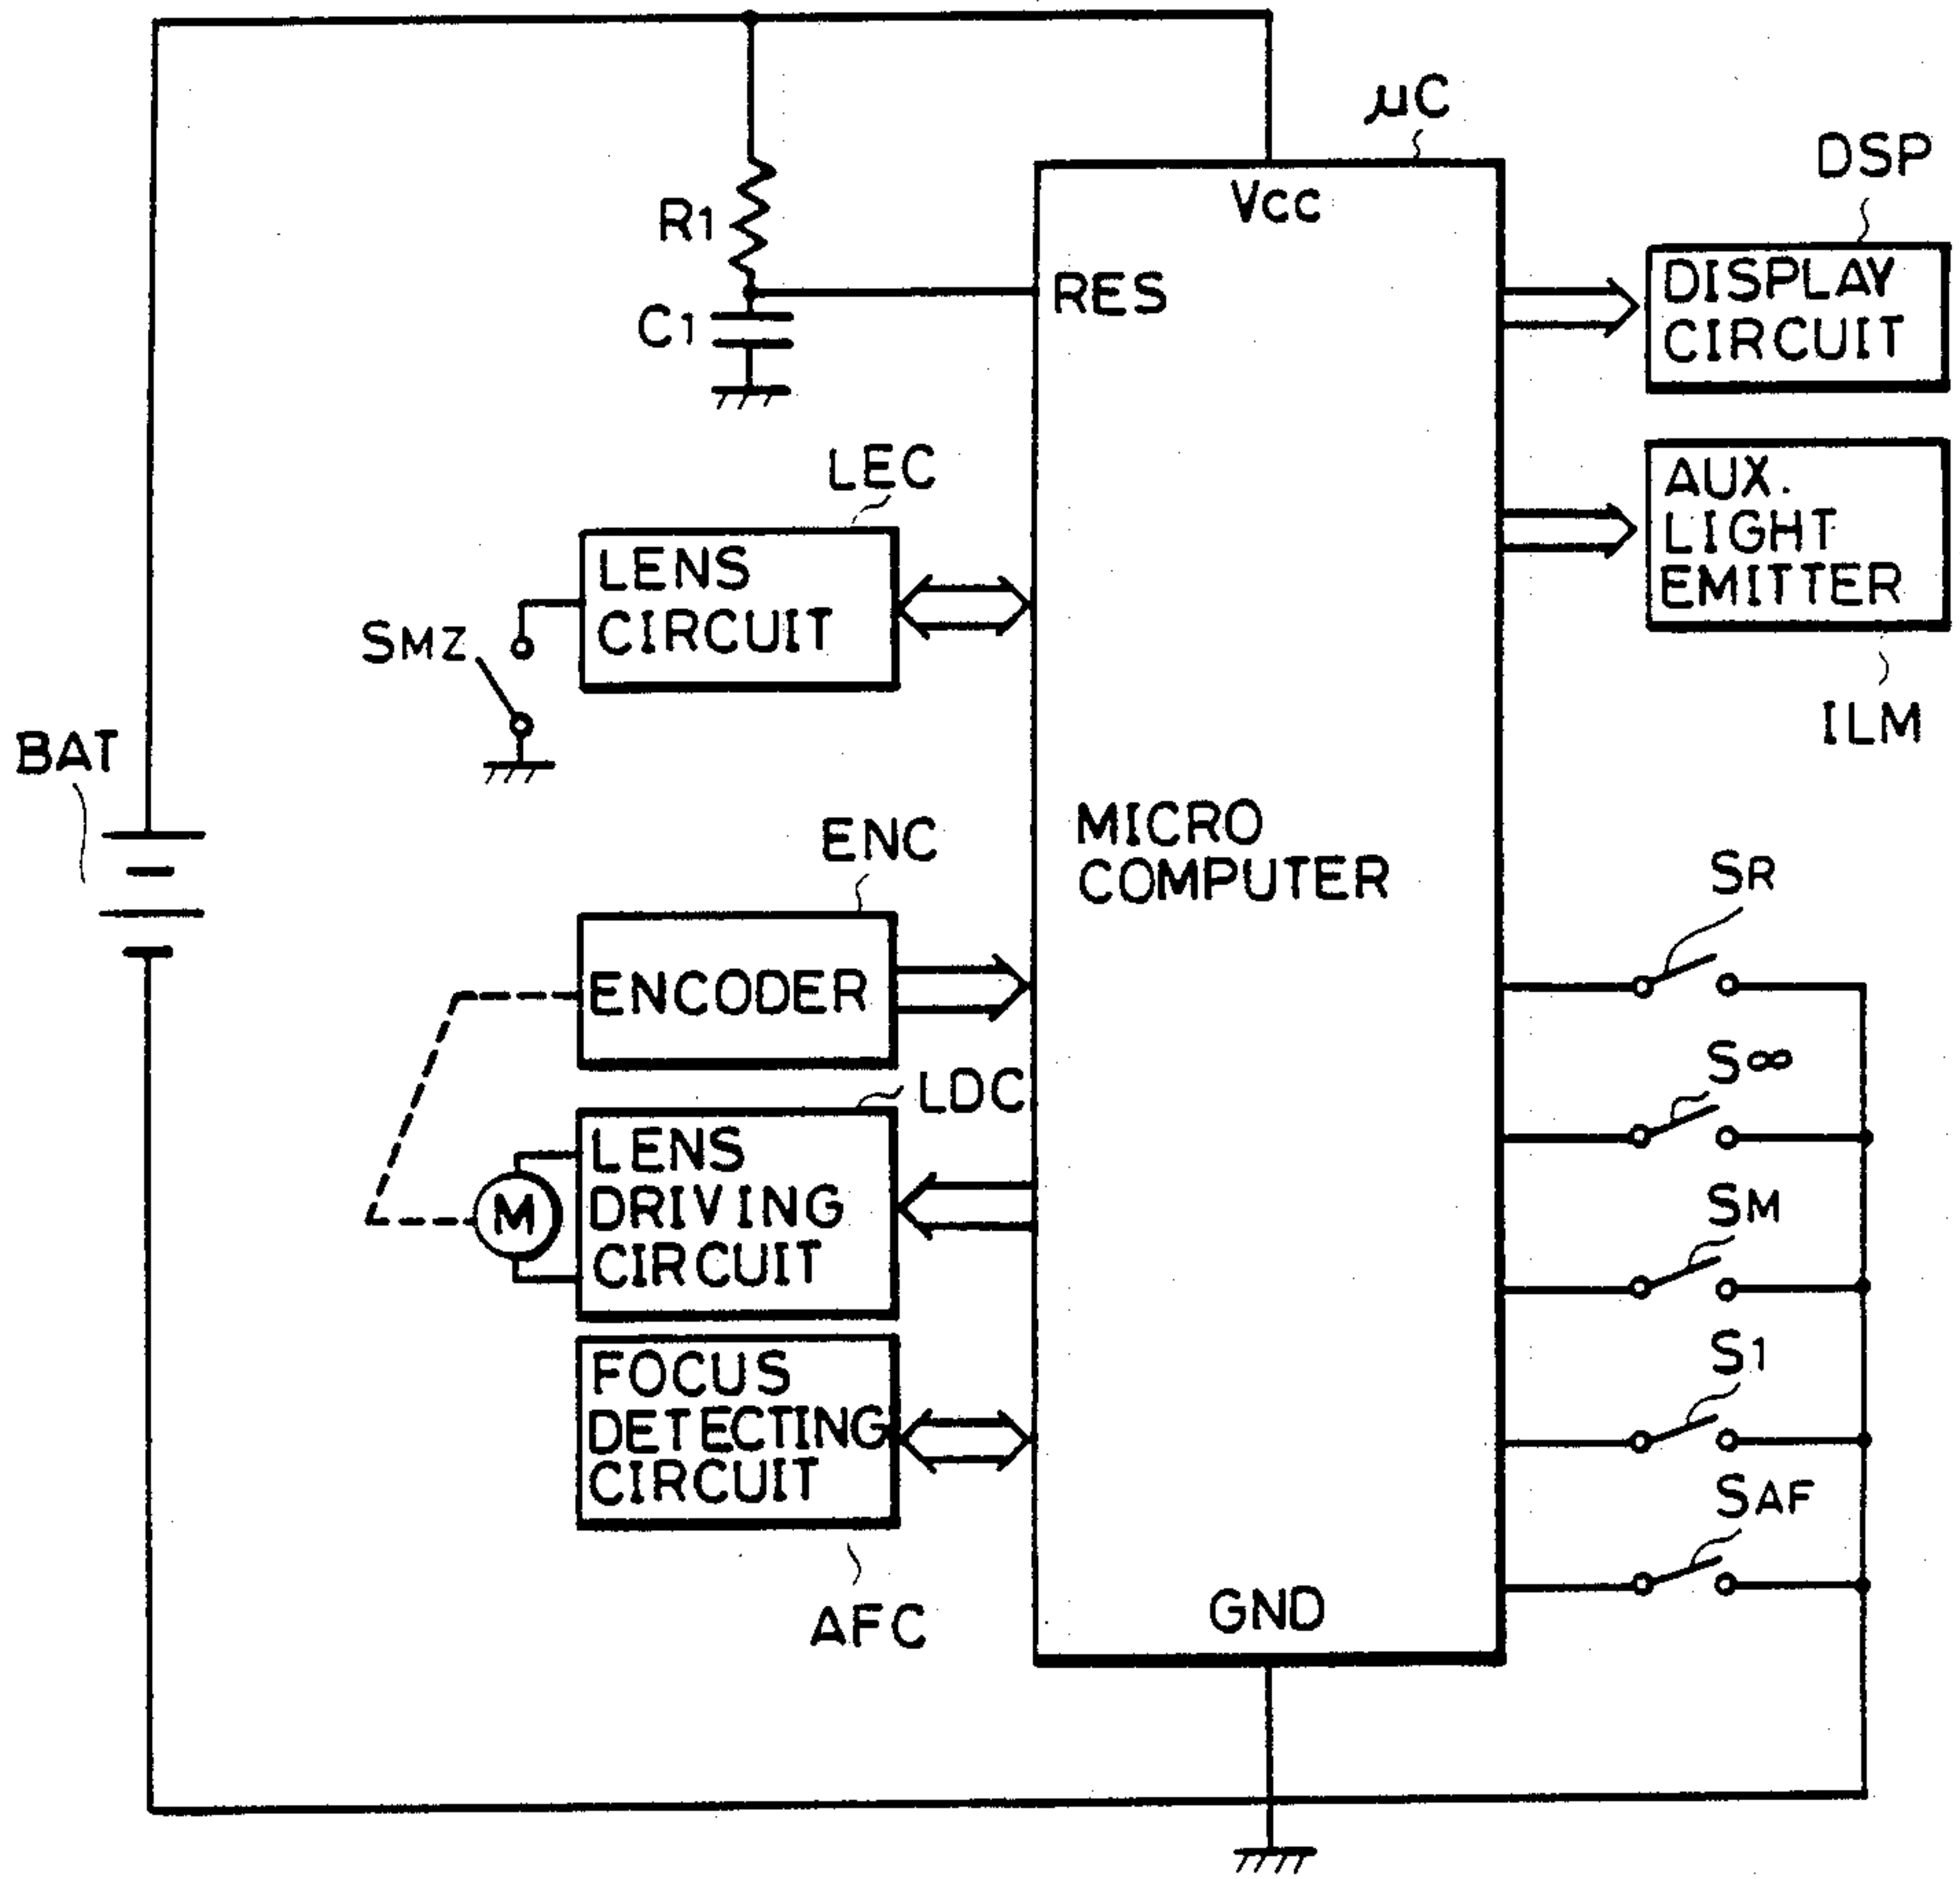 μC
DSP
Vcc
R1
RES
DISPLAY
CIRCUIT
C1
LEC
AUX.
LIGHT
EMITTER
LENS
CIRCUIT
SMZ
ILM
BAT
ENC
MICRO
COMPUTER
SR
ENCODER
S∞
LDC
LENS
DRIVING
CIRCUIT
M
SM
FOCUS
DETECTING
CIRCUIT
S1
SAF
AFC
GND